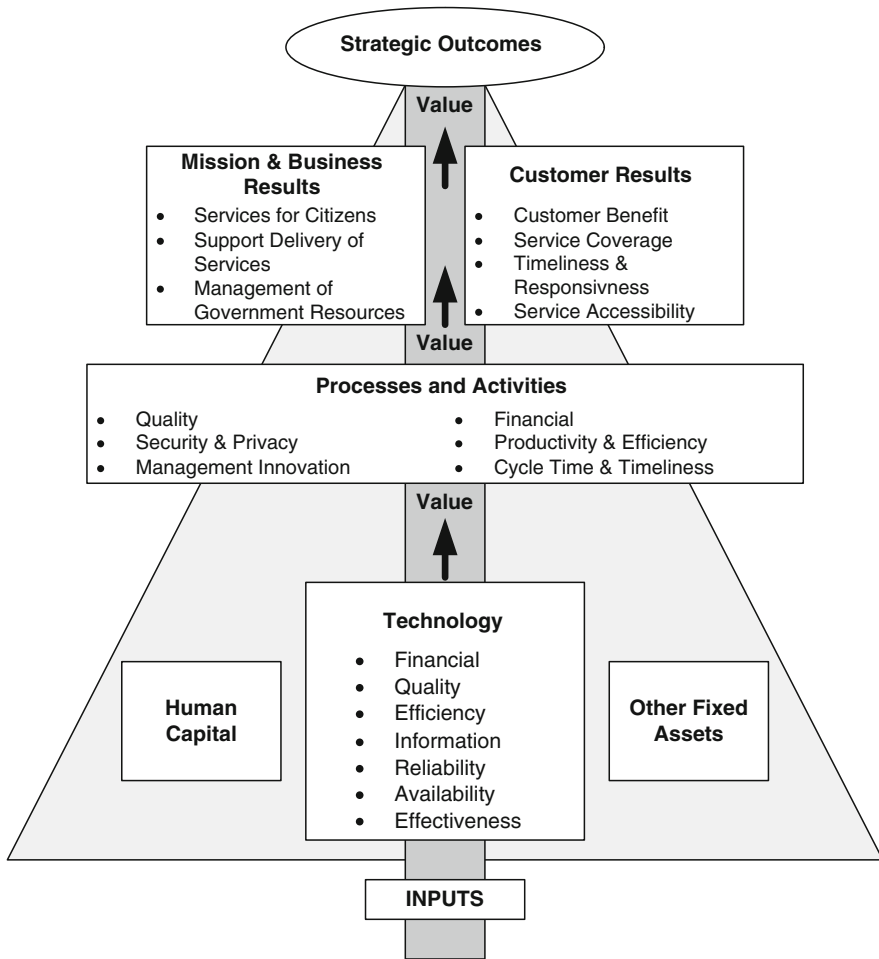 Strategic Outcomes
Value
Mission & Business
Results
• Services for Citizens
• Support Delivery of
Services
• Management of
Government Resources
Customer Results
• Customer Benefit
• Service Coverage
• Timeliness &
Responsivness
• Service Accessibility
Value
Processes and Activities
• Quality
• Security & Privacy
• Management Innovation
• Financial
• Productivity & Efficiency
• Cycle Time & Timeliness
Value
Technology
• Financial
• Quality
• Efficiency
• Information
• Reliability
• Availability
• Effectiveness
Human
Capital
Other Fixed
Assets
INPUTS